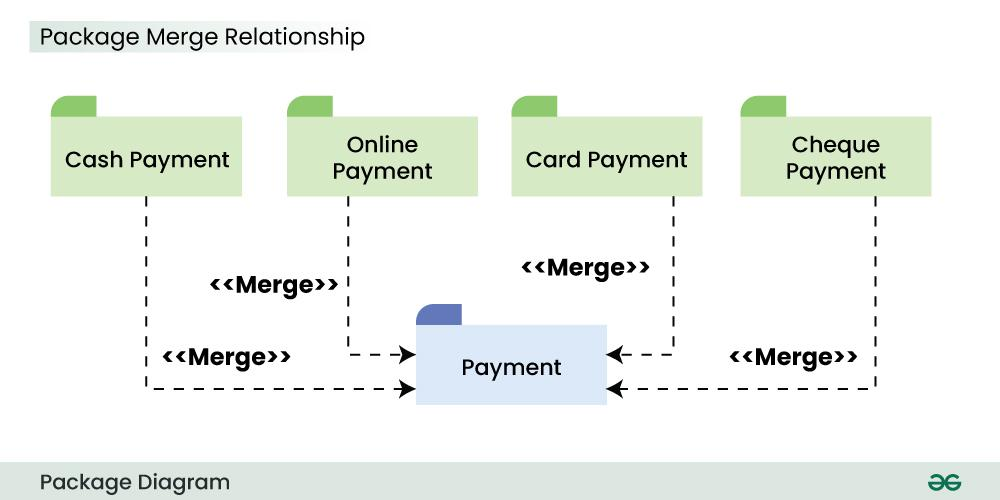 Package Merge Relationship
Cash Payment
Online
Payment
Card Payment
Cheque
Payment
<<Merge>>
<<Merge>>
<<Merge>>
<<Merge>>
Payment
Package Diagram